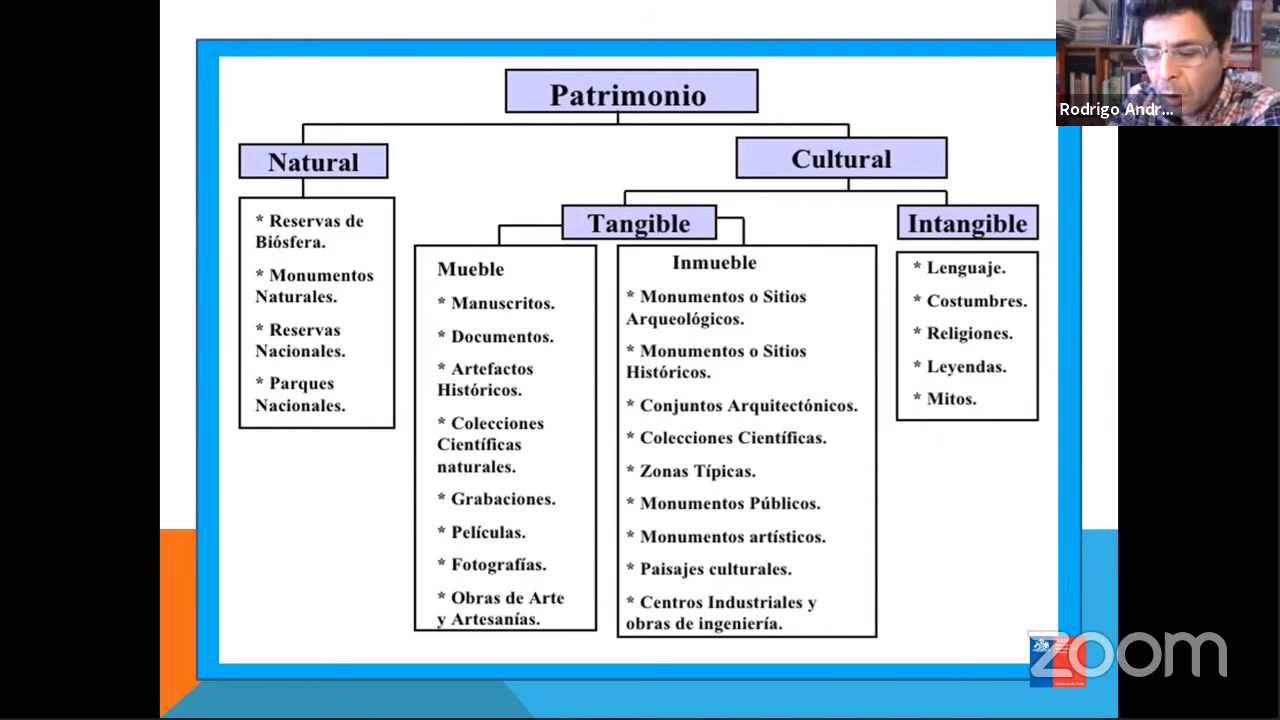 Patrimonio
Natural
Cultural
Tangible
Intangible
* Reservas de
Biósfera.
* Monumentos
Naturales.
* Reservas
Nacionales.
* Parques
Nacionales.
Mueble
* Manuscritos.
* Documentos.
* Artefactos
Históricos.
* Colecciones
Científicas
naturales.
* Grabaciones.
* Películas.
* Fotografías.
* Obras de Arte
y Artesanías.
Inmueble
* Monumentos o Sitios
Arqueológicos.
* Monumentos o Sitios
Históricos.
* Conjuntos Arquitectónicos.
* Colecciones Científicas.
* Zonas Típicas.
* Monumentos Públicos.
* Monumentos artísticos.
* Paisajes culturales.
* Centros Industriales y
obras de ingeniería.
* Lenguaje.
* Costumbres.
* Religiones.
* Leyendas.
* Mitos.
Rodrigo Andr...
zoom